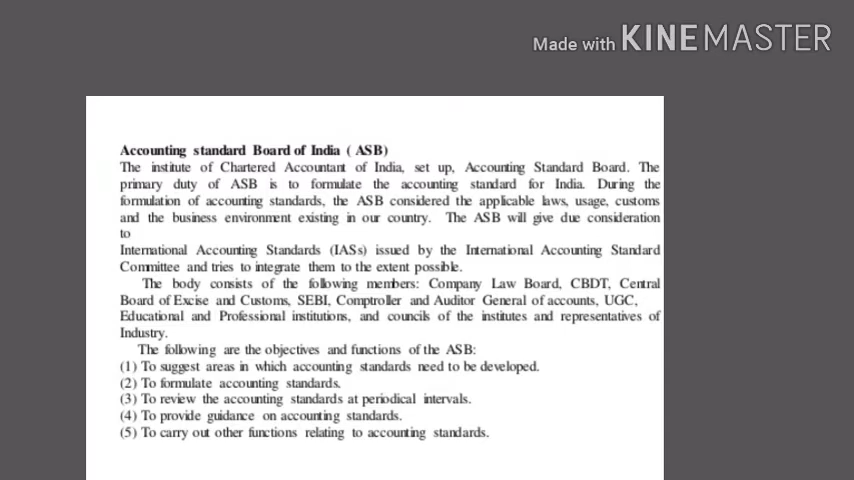 Made with KINEMASTER
Accounting standard Board of India ( ASB)
The institute of Chartered Accountant of India, set up, Accounting Standard Board. The
primary duty of ASB is to formulate the accounting standard for India. During the
formulation of accounting standards, the ASB considered the applicable laws, usage, customs
and the business environment existing in our country. The ASB will give due consideration
to
International Accounting Standards (IASs) issued by the International Accounting Standard
Committee and tries to integrate them to the extent possible.
The body consists of the following members: Company Law Board, CBDT, Central
Board of Excise and Customs, SEBI, Comptroller and Auditor General of accounts, UGC,
Educational and Professional institutions, and councils of the institutes and representatives of
Industry.
The following are the objectives and functions of the ASB:
(1) To suggest areas in which accounting standards need to be developed.
(2) To formulate accounting standards.
(3) To review the accounting standards at periodical intervals.
(4) To provide guidance on accounting standards.
(5) To carry out other functions relating to accounting standards.